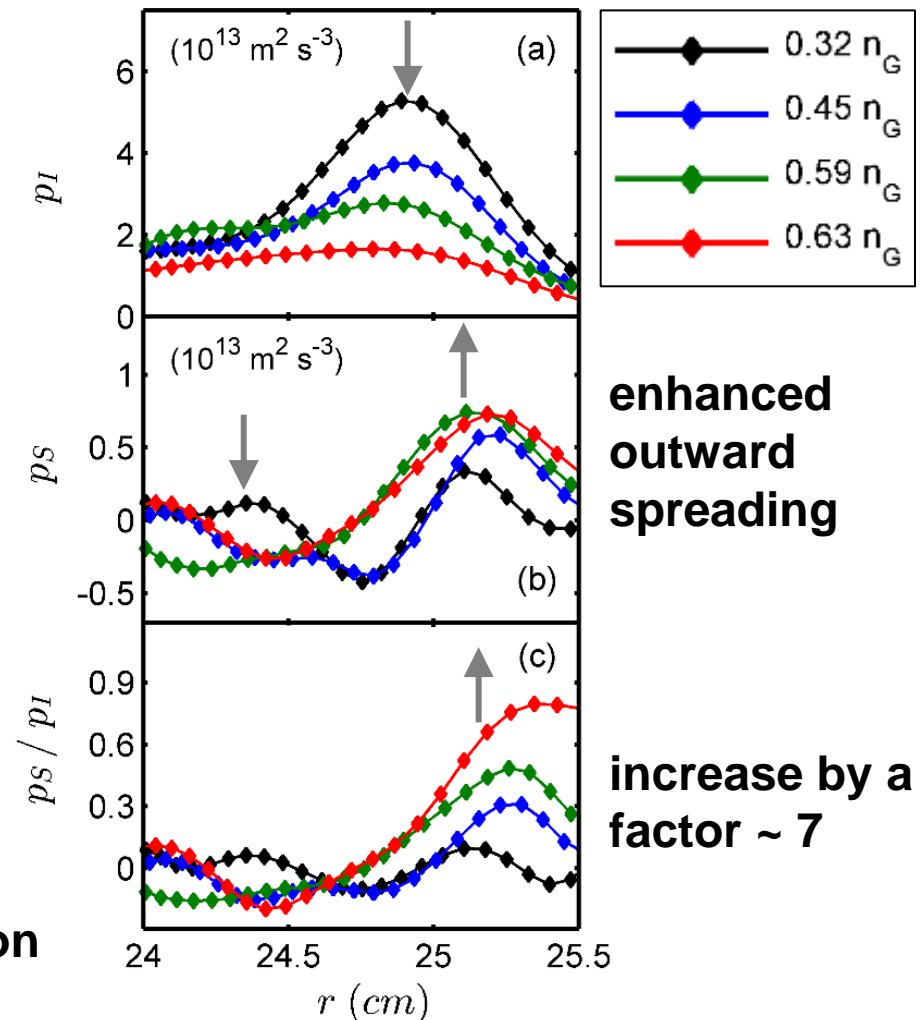 (10^13 m^2 s^-3)
(a)
6
4
2
0
p_I
0.32 n_G
0.45 n_G
0.59 n_G
0.63 n_G
(10^13 m^2 s^-3)
1
0.5
0
-0.5
p_S
(b)
enhanced
outward
spreading
(c)
0.9
0.6
0.3
0
p_S / p_I
increase by a
factor ~ 7
on
24
24.5
25
25.5
r (cm)